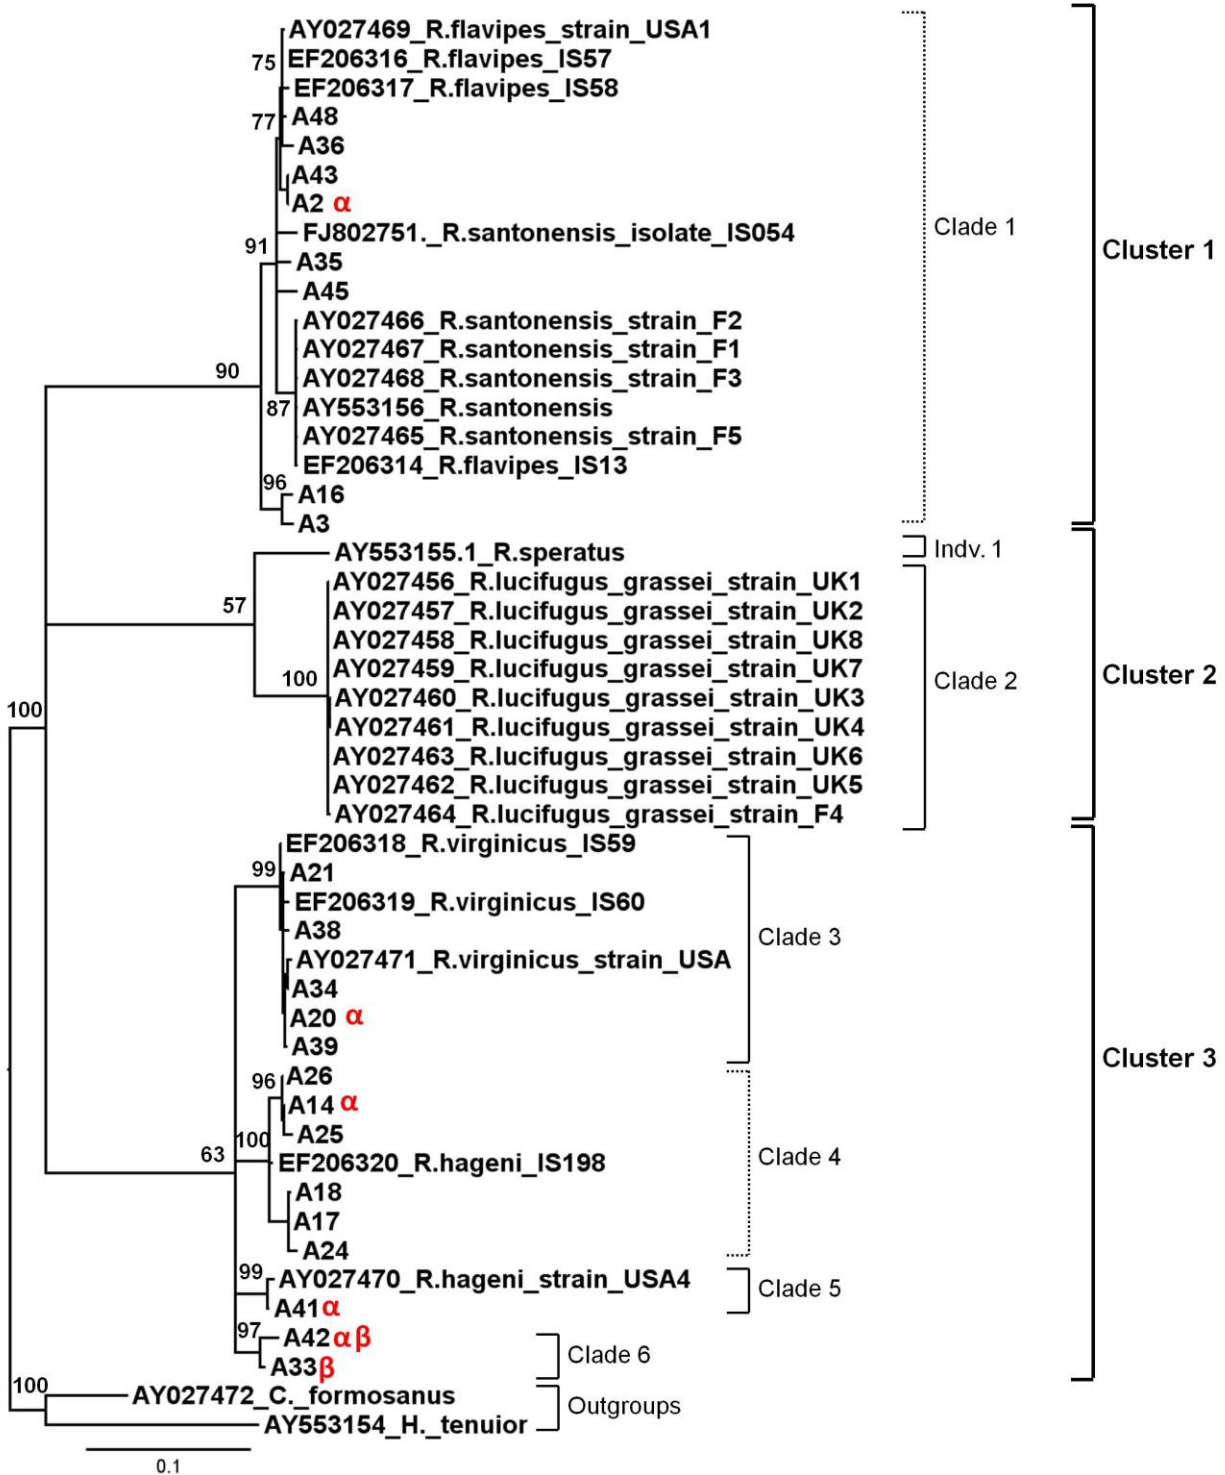 AY027469_R.flavipes_strain_USA1
75
EF206316_R.flavipes_IS57
EF206317_R.flavipes_IS58
77
A48
A36
A43
A2 α
FJ802751._R.santonensis_isolate_IS054
91
A35
A45
AY027466_R.santonensis_strain_F2
AY027467_R.santonensis_strain_F1
AY027468_R.santonensis_strain_F3
90
87
AY553156_R.santonensis
AY027465_R.santonensis_strain_F5
EF206314_R.flavipes_IS13
96
A16
A3
Clade 1
Cluster 1
AY553155.1_R.speratus
Indv. 1
57
AY027456_R.lucifugus_grassei_strain_UK1
AY027457_R.lucifugus_grassei_strain_UK2
AY027458_R.lucifugus_grassei_strain_UK8
AY027459_R.lucifugus_grassei_strain_UK7
100
AY027460_R.lucifugus_grassei_strain_UK3
AY027461_R.lucifugus_grassei_strain_UK4
AY027463_R.lucifugus_grassei_strain_UK6
AY027462_R.lucifugus_grassei_strain_UK5
AY027464_R.lucifugus_grassei_strain_F4
Clade 2
Cluster 2
100
EF206318_R.virginicus_IS59
99
A21
EF206319_R.virginicus_IS60
A38
AY027471_R.virginicus_strain_USA
A34
A20 α
A39
Clade 3
96
A26
A14 α
A25
100
63
EF206320_R.hageni_IS198
A18
A17
A24
Clade 4
99
AY027470_R.hageni_strain_USA4
A41 α
Clade 5
97
A42 α β
A33 β
Clade 6
Cluster 3
100
AY027472_C._formosanus
AY553154_H._tenuior
Outgroups
0.1